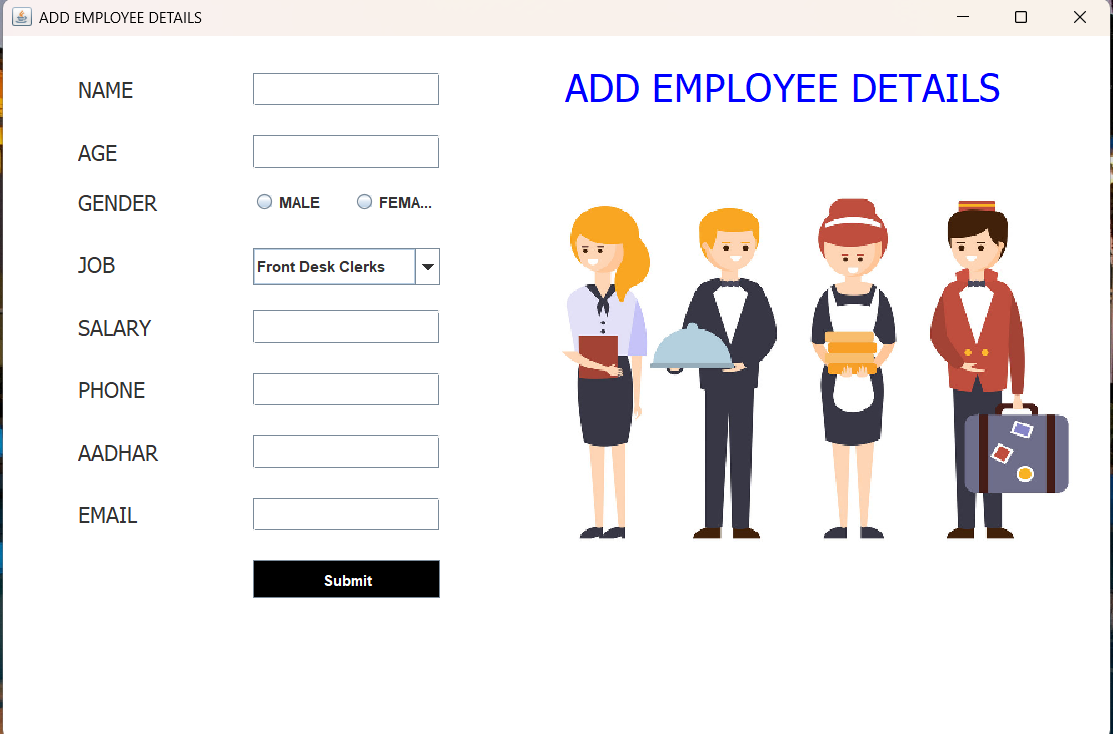 ADD EMPLOYEE DETAILS
NAME
ADD EMPLOYEE DETAILS
AGE
GENDER MALE FEMA...
JOB Front Desk Clerks
SALARY
PHONE
AADHAR
EMAIL
Submit